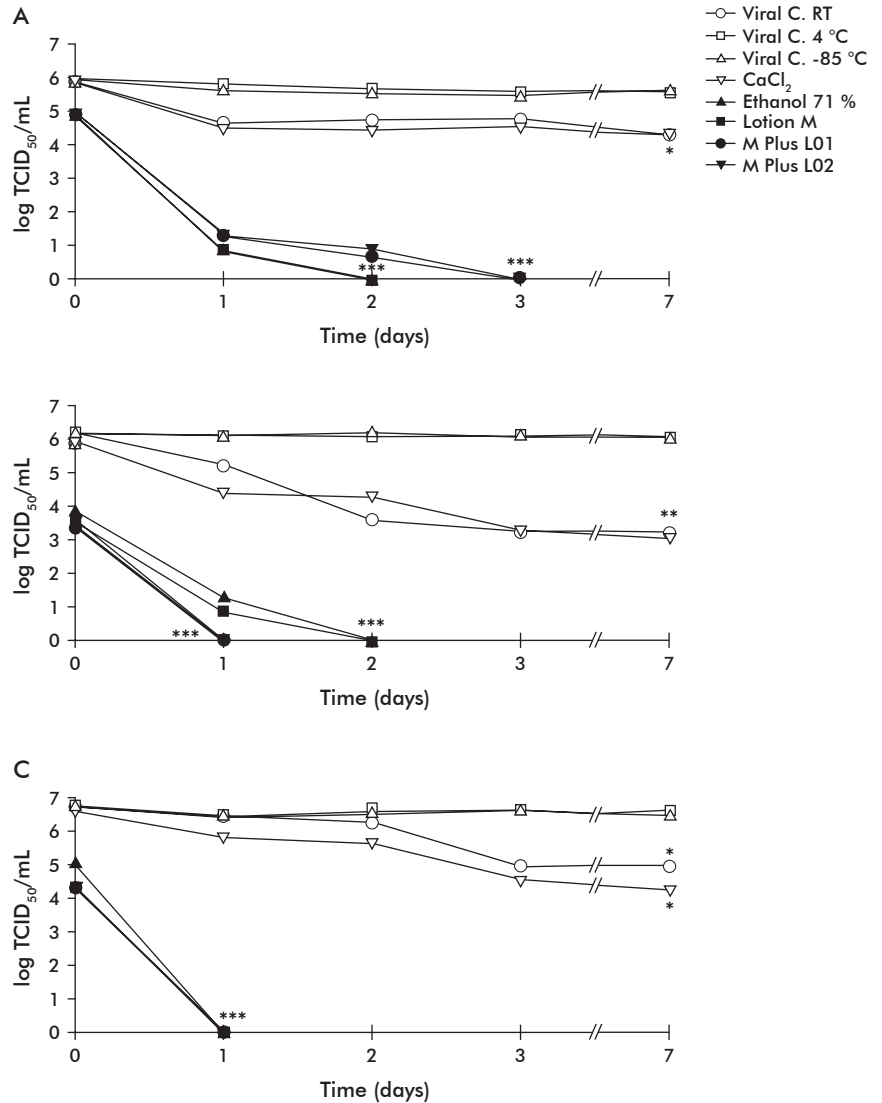 A
Viral C. RT
Viral C. 4 °C
Viral C. -85 °C
CaCl₂
Ethanol 71 %
Lotion M
M Plus L01
M Plus L02
log TCID₅₀/mL
7
6
5
4
3
2
1
0
*
***
***
0 1 2 3 7
Time (days)
log TCID₅₀/mL
7
6
5
4
3
2
1
0
**
***
***
0 1 2 3 7
Time (days)
C
log TCID₅₀/mL
7
6
5
4
3
2
1
0
*
*
***
0 1 2 3 7
Time (days)